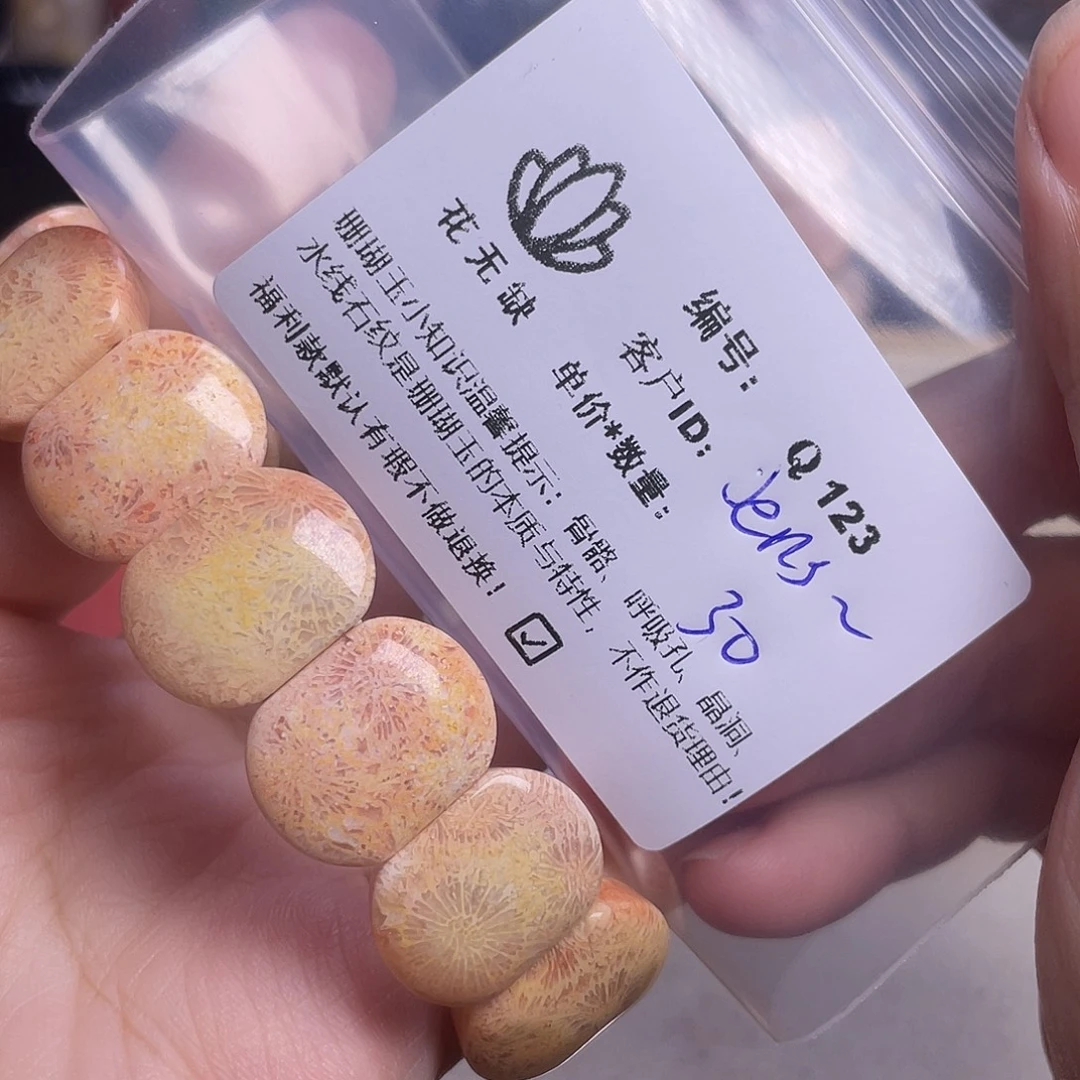 花无缺
编号：Q123
客户ID：Jens~
单价*数量：30
珊瑚玉小知识温馨提示：骨骼、呼吸孔、晶洞、
水线石纹是珊瑚玉的本质与特性，不作退货理由！
福利款默认有瑕不做退换！☑